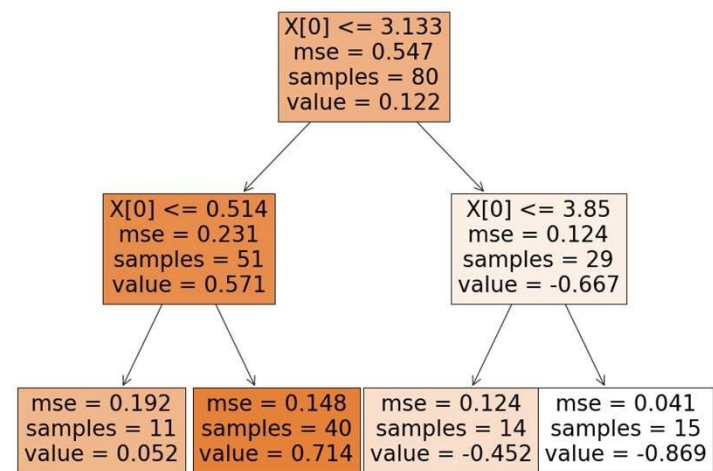 X[0] <= 3.133
mse = 0.547
samples = 80
value = 0.122
X[0] <= 0.514
mse = 0.231
samples = 51
value = 0.571
X[0] <= 3.85
mse = 0.124
samples = 29
value = -0.667
mse = 0.192
samples = 11
value = 0.052
mse = 0.148
samples = 40
value = 0.714
mse = 0.124
samples = 14
value = -0.452
mse = 0.041
samples = 15
value = -0.869